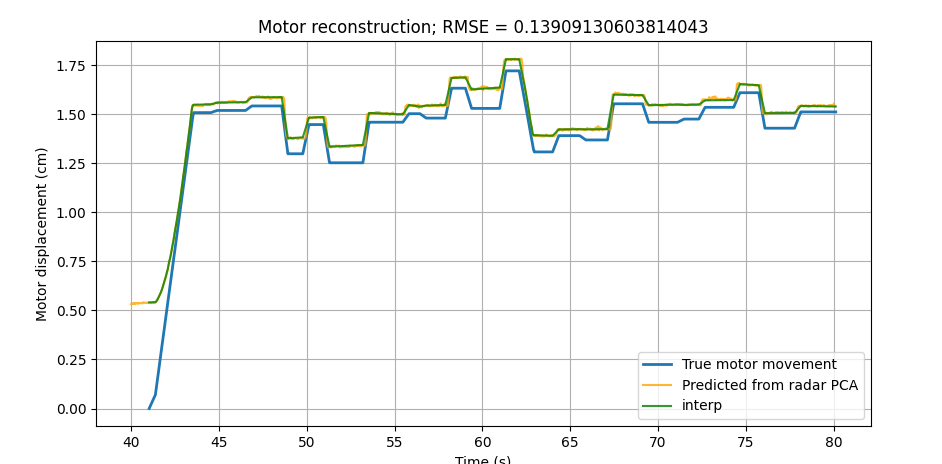 Motor reconstruction; RMSE = 0.13909130603814043
Motor displacement (cm)
1.75
1.50
1.25
1.00
0.75
0.50
0.25
0.00
True motor movement
Predicted from radar PCA
interp
40 45 50 55 60 65 70 75 80
Time (s)